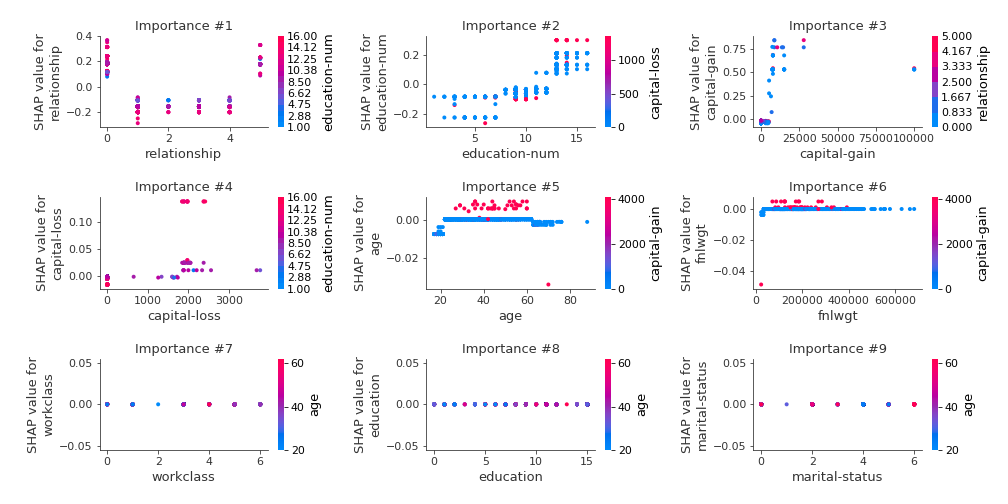 Importance #1
SHAP value for
relationship
0.4
0.2
0.0
−0.2
0
2
4
relationship
16.00
14.12
12.25
10.38
8.50
6.62
4.75
2.88
1.00
education-num
Importance #2
SHAP value for
education-num
0.2
0.0
−0.2
5
10
15
education-num
1000
500
0
capital-loss
Importance #3
SHAP value for
capital-gain
0.75
0.50
0.25
0.00
0
25000
50000
75000
100000
capital-gain
5.000
4.167
3.333
2.500
1.667
0.833
0.000
relationship
Importance #4
SHAP value for
capital-loss
0.10
0.05
0.00
0
1000
2000
3000
capital-loss
16.00
14.12
12.25
10.38
8.50
6.62
4.75
2.88
1.00
education-num
Importance #5
SHAP value for
age
0.00
−0.02
20
40
60
80
age
4000
2000
0
capital-gain
Importance #6
SHAP value for
fnlwgt
0.00
−0.02
−0.04
0
200000
400000
600000
fnlwgt
4000
2000
0
capital-gain
Importance #7
SHAP value for
workclass
0.05
0.00
−0.05
0
2
4
6
workclass
60
40
20
age
Importance #8
SHAP value for
education
0.05
0.00
−0.05
0
5
10
15
education
60
40
20
age
Importance #9
SHAP value for
marital-status
0.05
0.00
−0.05
0
2
4
6
marital-status
60
40
20
age